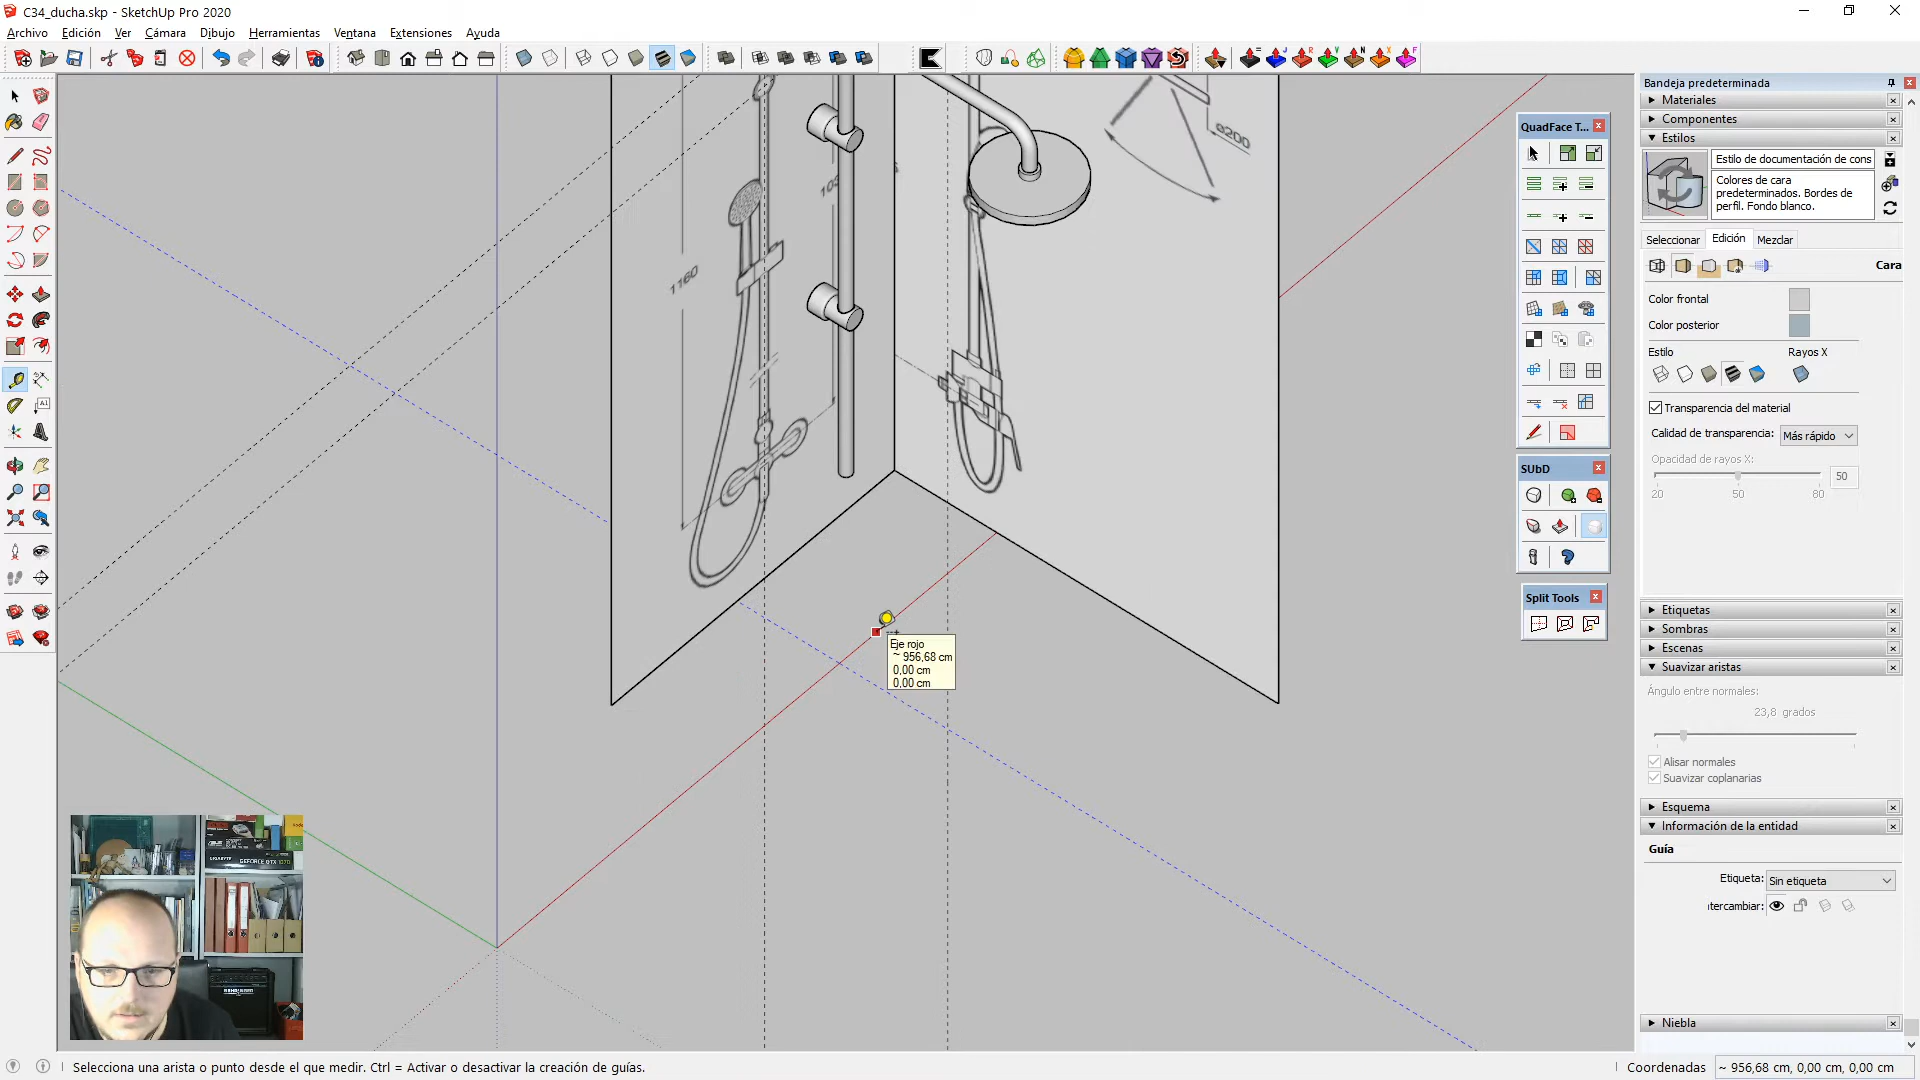 C34_ducha.skp - SketchUp Pro 2020
Archivo Edición Ver Cámara Dibujo Herramientas Ventana Extensiones Ayuda
Bandeja predeterminada
Materiales
Componentes
Estilos
Estilo de documentación de cons
Colores de cara
predeterminados. Bordes de
perfil. Fondo blanco.
Seleccionar Edición Mezclar
Cara
Color frontal
Color posterior
Estilo Rayos X
Transparencia del material
Calidad de transparencia: Más rápido
Opacidad de rayos X: 50
20 50 80
Etiquetas
Sombras
Escenas
Suavizar aristas
Ángulo entre normales:
23,8 grados
Alisar normales
Suavizar coplanarias
Esquema
Información de la entidad
Guía
Etiqueta: Sin etiqueta
ntercambiar:
Niebla
QuadFace T...
SUbD
Split Tools
1160
ø200
Eje rojo
~ 956,68 cm
0,00 cm
0,00 cm
Selecciona una arista o punto desde el que medir. Ctrl = Activar o desactivar la creación de guías.
Coordenadas ~ 956,68 cm, 0,00 cm, 0,00 cm